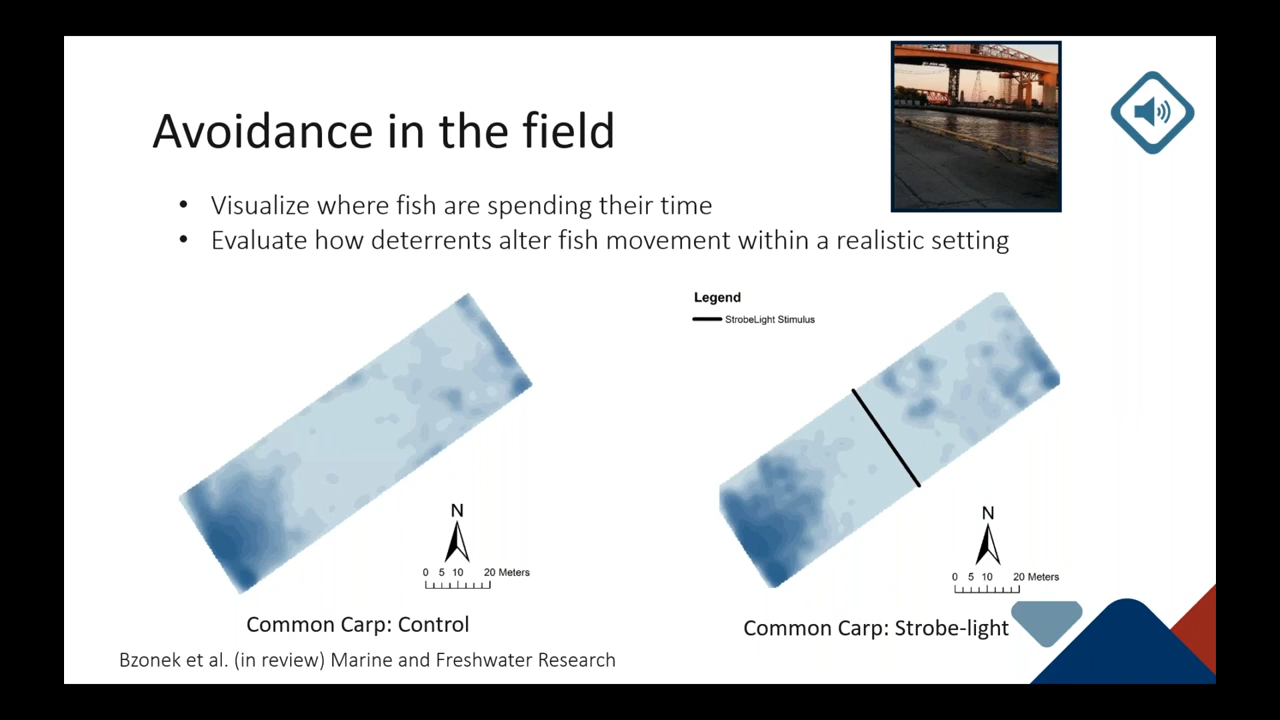 Avoidance in the field
• Visualize where fish are spending their time
• Evaluate how deterrents alter fish movement within a realistic setting
Legend
StrobeLight Stimulus
N
0 5 10 20 Meters
N
0 5 10 20 Meters
Common Carp: Control
Common Carp: Strobe-light
Bzonek et al. (in review) Marine and Freshwater Research